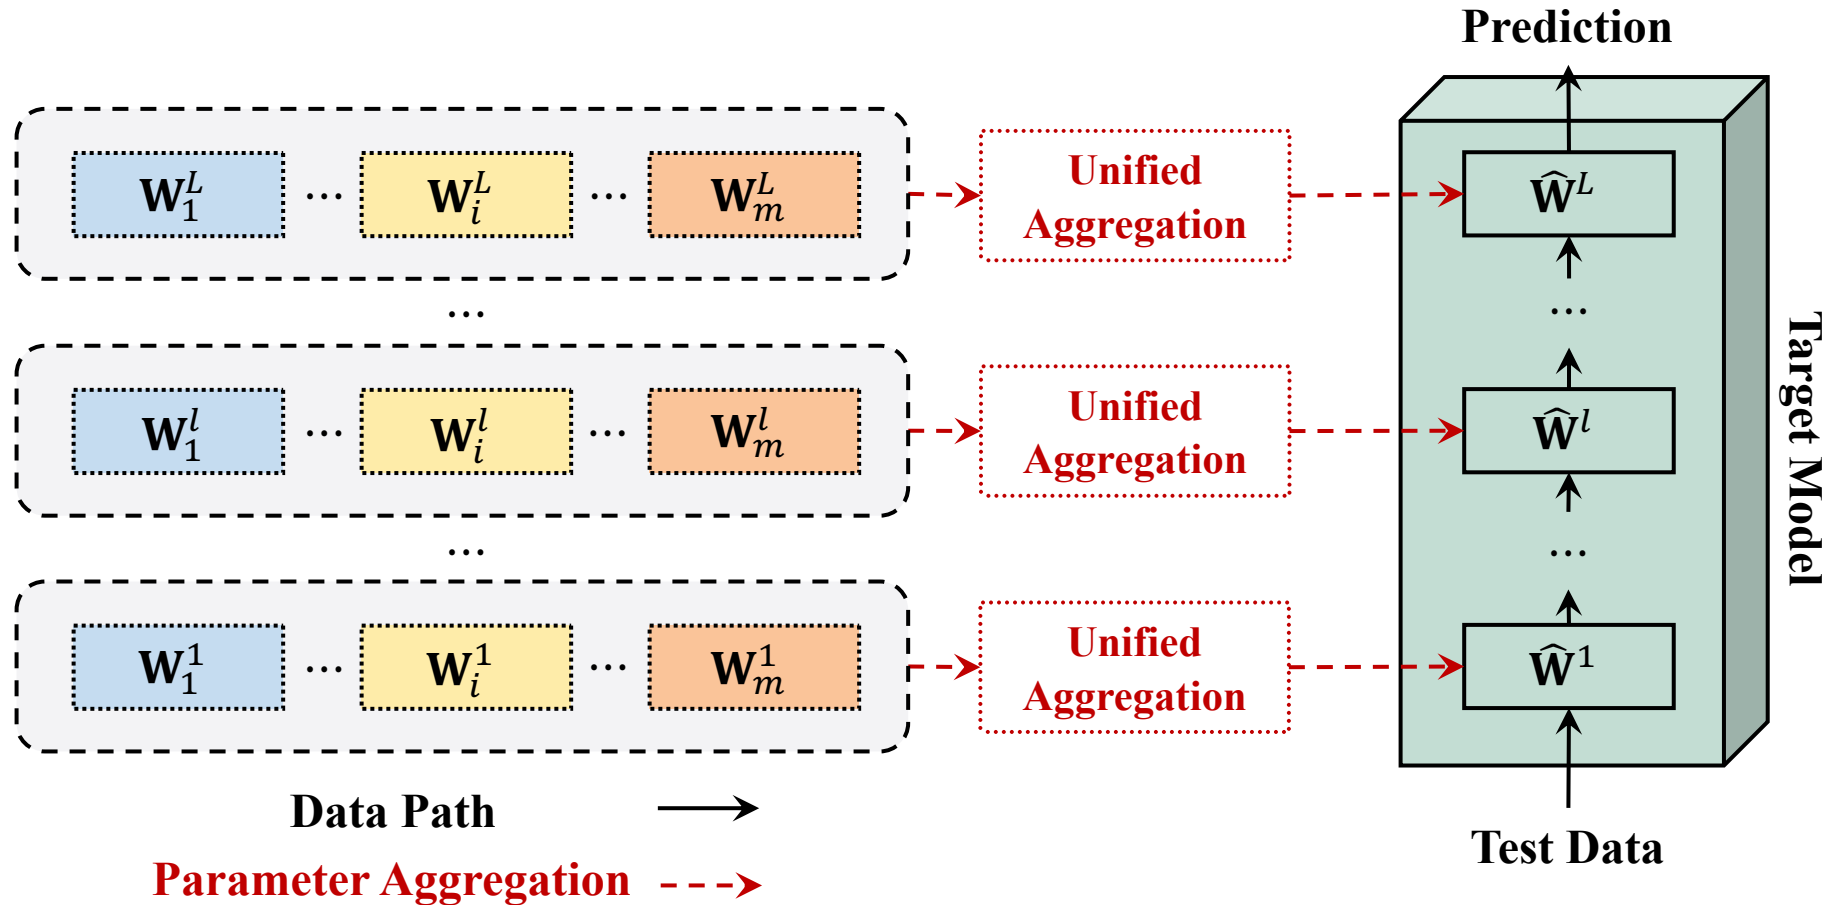 Prediction
W_1^L ... W_i^L ... W_m^L
Unified
Aggregation
Ŵ^L
...
...
W_1^l ... W_i^l ... W_m^l
Unified
Aggregation
Ŵ^l
...
...
W_1^1 ... W_i^1 ... W_m^1
Unified
Aggregation
Ŵ^1
Target Model
Data Path
Test Data
Parameter Aggregation